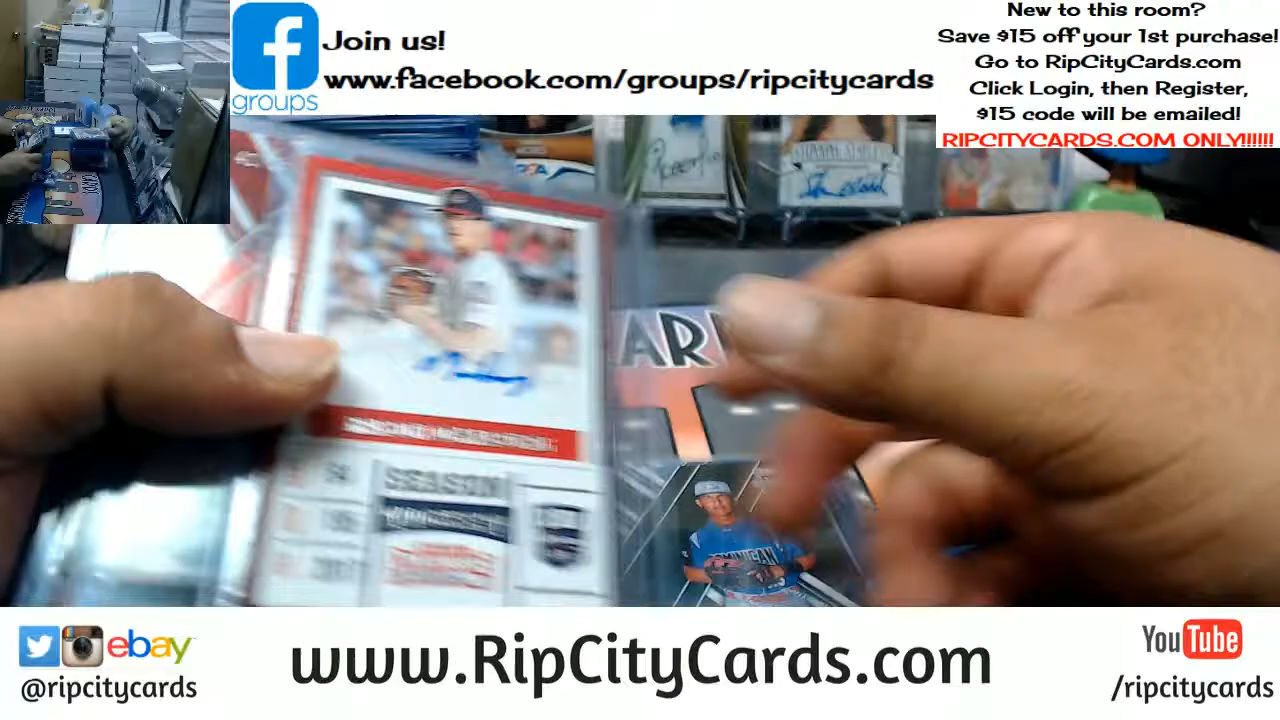 Join us!
www.facebook.com/groups/ripcitycards
groups
New to this room?
Save $15 off your 1st purchase!
Go to RipCityCards.com
Click Login, then Register,
$15 code will be emailed!
RIPCITYCARDS.COM ONLY!!!!!!
SEASON
DOMINICAN
ebay
@ripcitycards
www.RipCityCards.com
YouTube
/ripcitycards